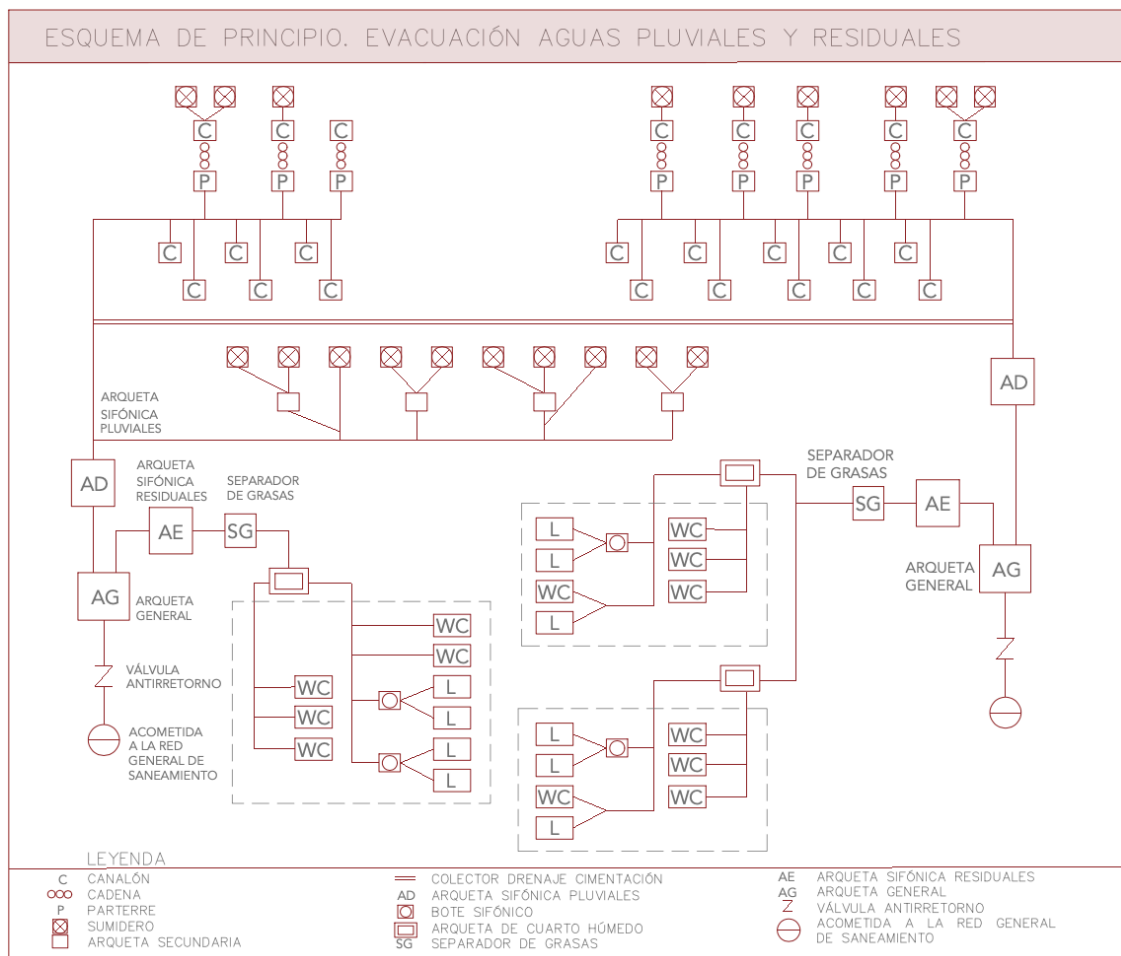 ESQUEMA DE PRINCIPIO. EVACUACIÓN AGUAS PLUVIALES Y RESIDUALES
C C C C C C C C
P P P P P P P P
C C C C C C C C
C C C C C C C C
ARQUETA
SIFÓNICA
PLUVIALES
AD
AD
ARQUETA
SIFÓNICA
RESIDUALES
SEPARADOR
DE GRASAS
AE
SG
AG
ARQUETA
GENERAL
VÁLVULA
ANTIRRETORNO
ACOMETIDA
A LA RED
GENERAL DE
SANEAMIENTO
WC
WC
WC
WC
WC
L
L
L
L
L
L
WC
L
WC
WC
WC
L
L
WC
L
WC
WC
WC
SEPARADOR
DE GRASAS
SG
AE
ARQUETA
GENERAL
AG
LEYENDA
C CANALÓN
CADENA
P PARTERRE
SUMIDERO
ARQUETA SECUNDARIA
COLECTOR DRENAJE CIMENTACIÓN
AD ARQUETA SIFÓNICA PLUVIALES
BOTE SIFÓNICO
ARQUETA DE CUARTO HÚMEDO
SG SEPARADOR DE GRASAS
AE ARQUETA SIFÓNICA RESIDUALES
AG ARQUETA GENERAL
VÁLVULA ANTIRRETORNO
ACOMETIDA A LA RED GENERAL
DE SANEAMIENTO